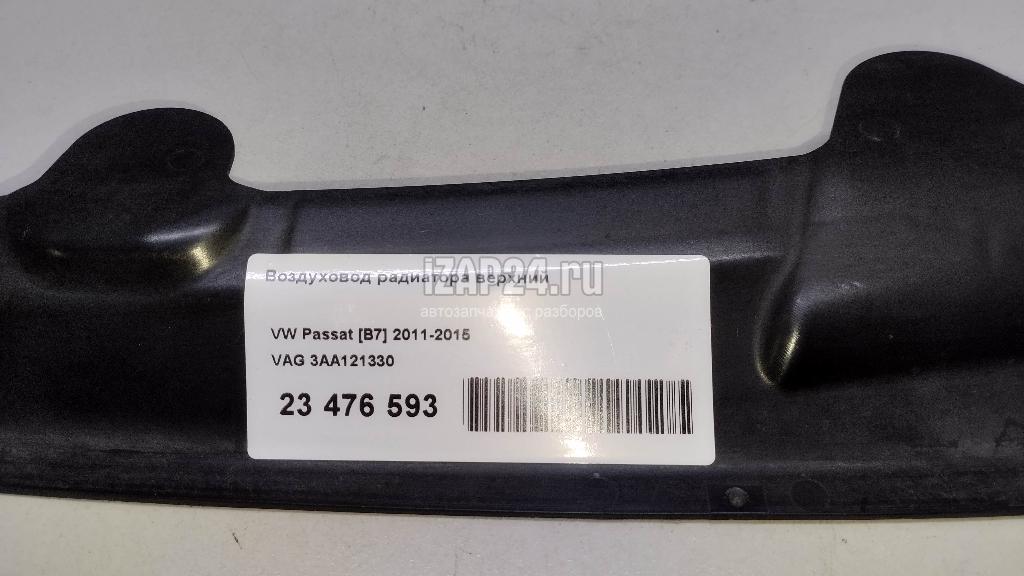 Воздуховод радиатора верхний
iZAP24.ru
автозапчасти с разборов
VW Passat [B7] 2011-2015
VAG 3AA121330
23 476 593